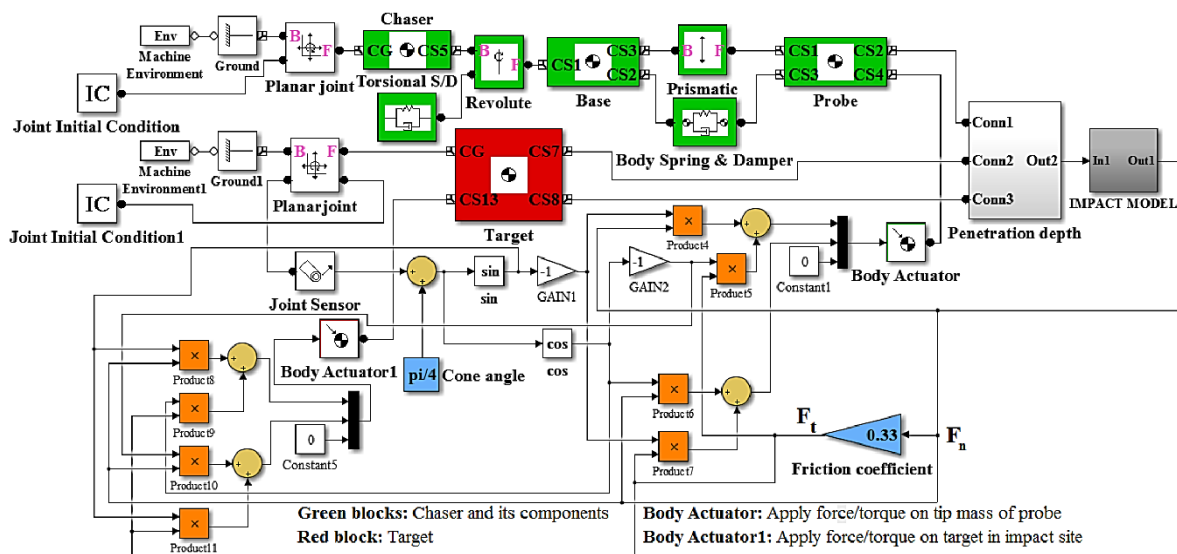 Chaser
Env
Machine
Environment
Ground
B
F
Planar joint
CG
CS5
Torsional S/D
B
F
Revolute
CS1
CS3
CS2
Base
B
F
Prismatic
CS1
CS3
CS2
CS4
Probe
IC
Joint Initial Condition
Body Spring & Damper
Conn1
Conn2
Conn3
Out2
Penetration depth
In1
Out1
IMPACT MODEL
Env
Machine
Environment1
Ground1
B
F
Planarjoint
CG
CS7
CS13
CS8
Target
IC
Joint Initial Condition1
Joint Sensor
sin
sin
-1
GAIN1
-1
GAIN2
Product4
Product5
0
Constant1
Body Actuator
Body Actuator1
pi/4
Cone angle
cos
cos
Product8
Product9
Product10
Product11
0
Constant5
Product6
Product7
Ft
0.33
Fn
Friction coefficient
Green blocks: Chaser and its components
Red block: Target
Body Actuator: Apply force/torque on tip mass of probe
Body Actuator1: Apply force/torque on target in impact site